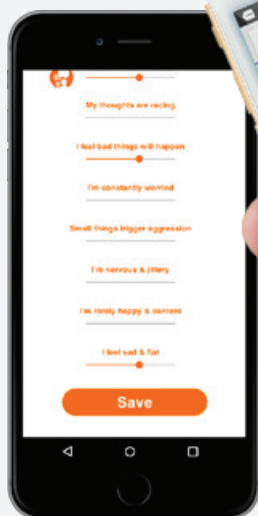 My thoughts are racing
I feel bad things will happen
I'm constantly worried
Small things trigger aggression
I'm nervous & jittery
I'm rarely happy & content
I feel sad & flat
Save